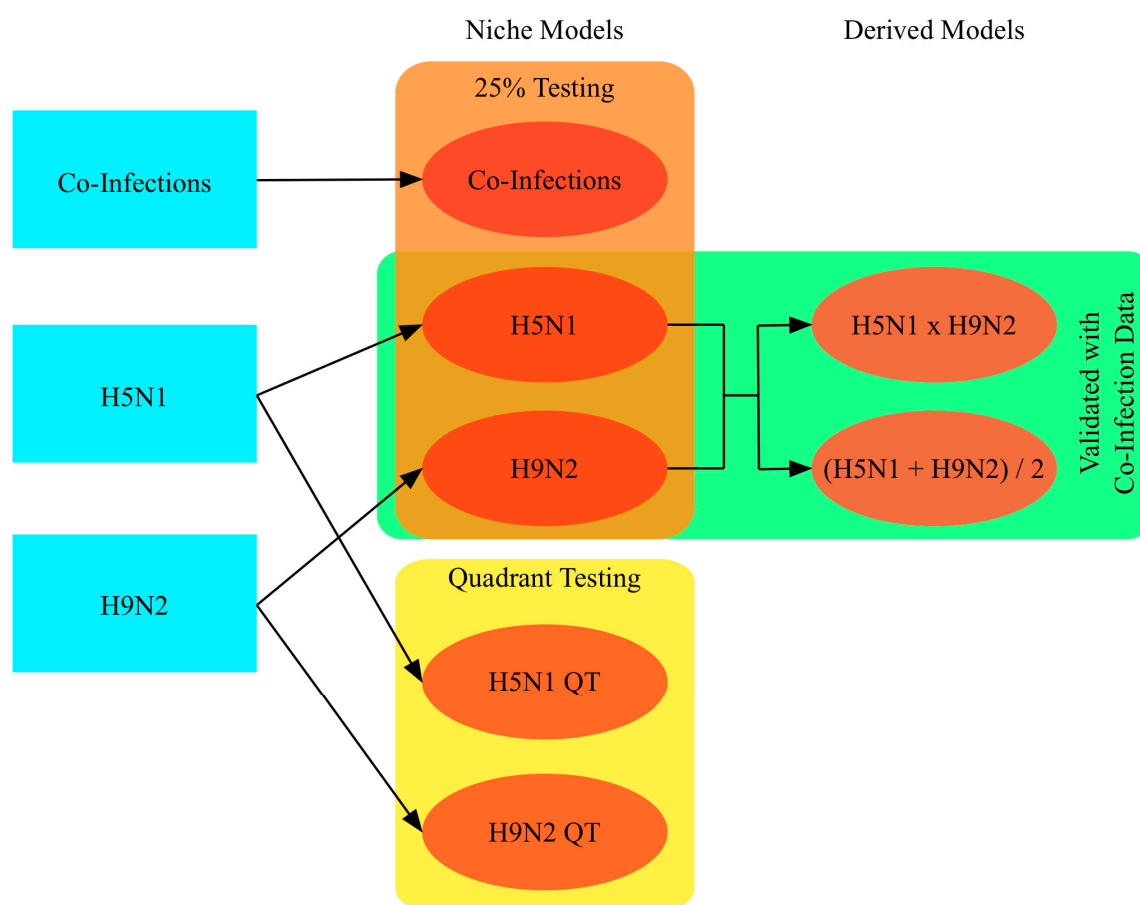 Niche Models
Derived Models
25% Testing
Co-Infections
Co-Infections
H5N1
H5N1
H5N1 x H9N2
H9N2
(H5N1 + H9N2) / 2
Validated with
Co-Infection Data
H9N2
Quadrant Testing
H5N1 QT
H9N2 QT